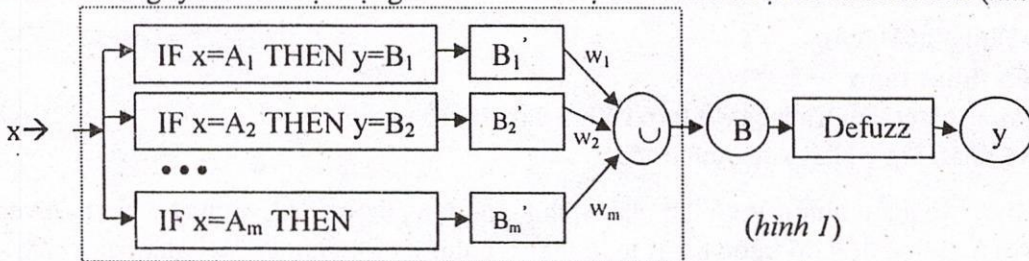 x→
IF x=A₁ THEN y=B₁
B₁'
w₁
IF x=A₂ THEN y=B₂
B₂'
w₂
∪
B
Defuzz
y
•••
IF x=Aₘ THEN
Bₘ'
wₘ
(hình 1)